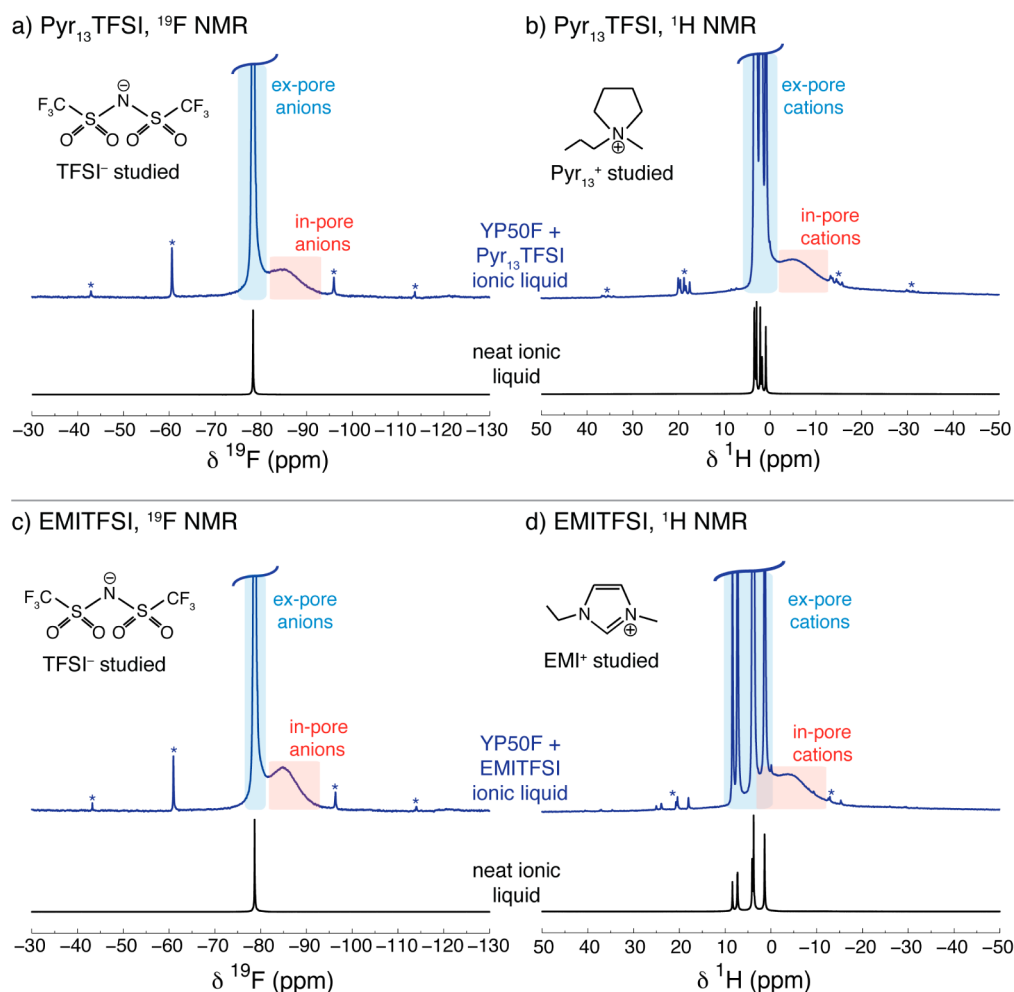 a) Pyr₁₃TFSI, ¹⁹F NMR
F₃C
⊖
N
CF₃
S
S
O
O
O
O
TFSI⁻ studied
ex-pore
anions
in-pore
anions
*
*
*
*
YP50F +
Pyr₁₃TFSI
ionic liquid
neat ionic
liquid
−30 −40 −50 −60 −70 −80 −90 −100 −110 −120 −130
δ ¹⁹F (ppm)
b) Pyr₁₃TFSI, ¹H NMR
N
⊕
Pyr₁₃⁺ studied
ex-pore
cations
in-pore
cations
*
*
*
*
50 40 30 20 10 0 −10 −20 −30 −40 −50
δ ¹H (ppm)
c) EMITFSI, ¹⁹F NMR
F₃C
⊖
N
CF₃
S
S
O
O
O
O
TFSI⁻ studied
ex-pore
anions
in-pore
anions
*
*
*
*
YP50F +
EMITFSI
ionic liquid
neat ionic
liquid
−30 −40 −50 −60 −70 −80 −90 −100 −110 −120 −130
δ ¹⁹F (ppm)
d) EMITFSI, ¹H NMR
N
N
⊕
EMI⁺ studied
ex-pore
cations
in-pore
cations
*
*
50 40 30 20 10 0 −10 −20 −30 −40 −50
δ ¹H (ppm)